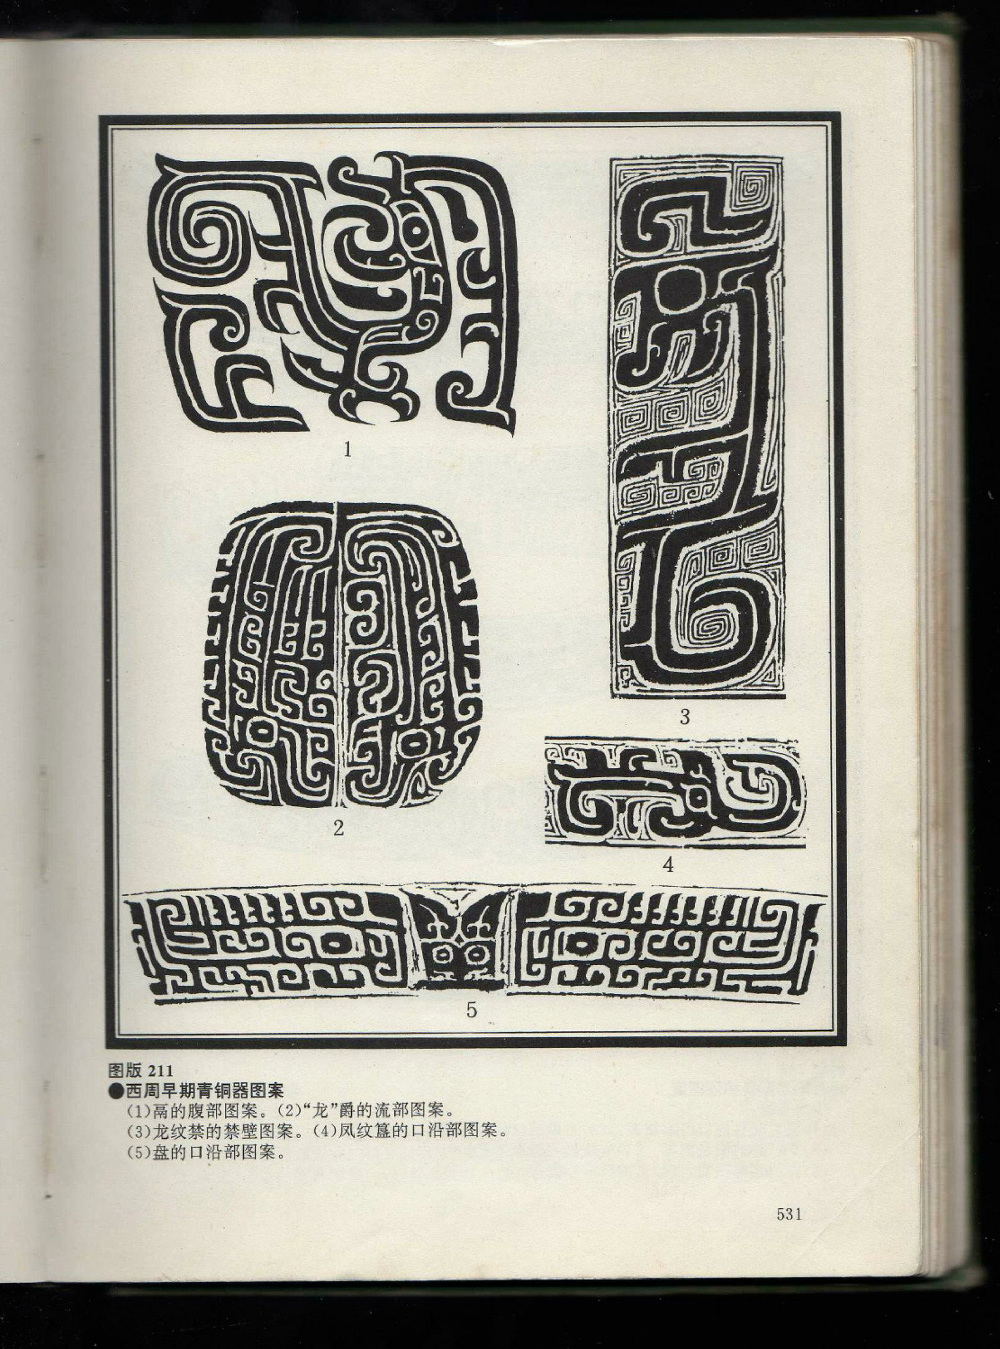 1
2
3
4
5
图版 211
●西周早期青铜器图案
(1)鬲的腹部图案。(2)“龙”爵的流部图案。
(3)龙纹禁的禁壁图案。(4)凤纹簋的口沿部图案。
(5)盘的口沿部图案。
531